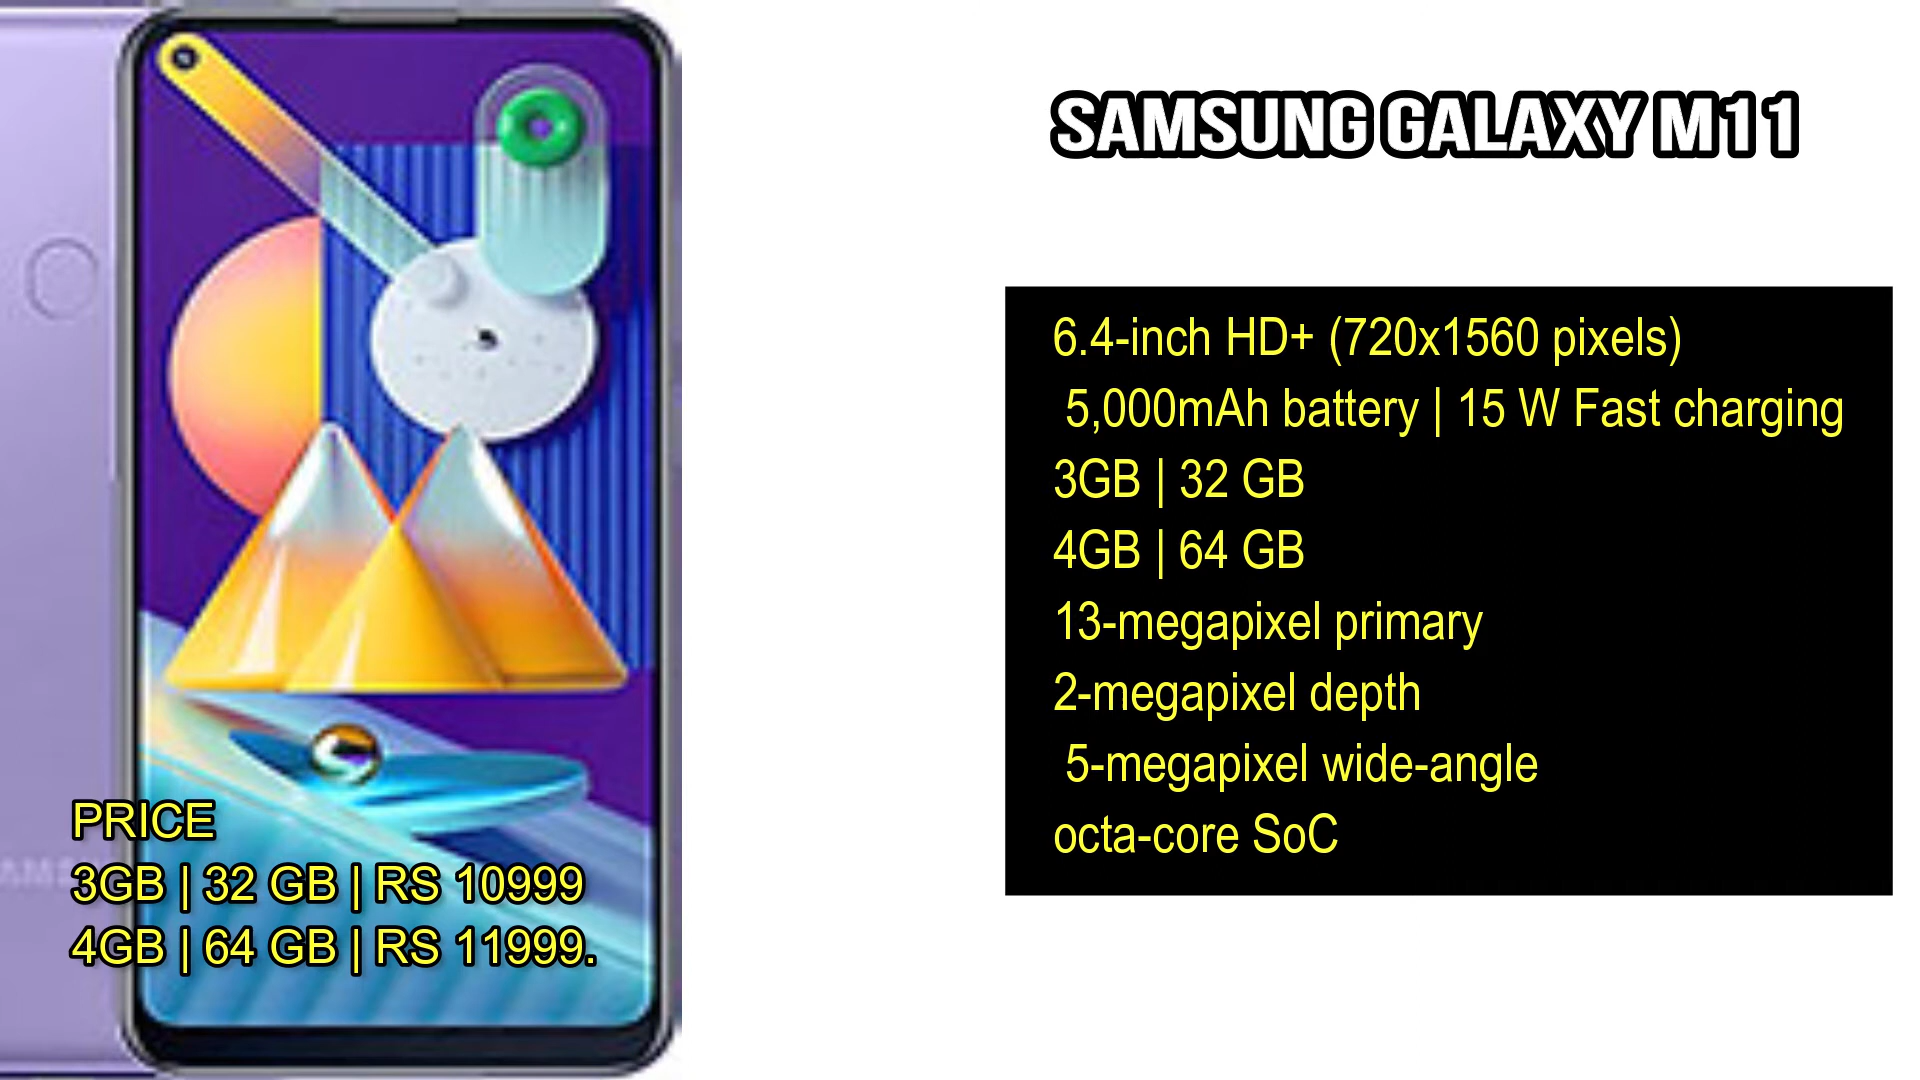 SAMSUNG GALAXY M11
6.4-inch HD+ (720x1560 pixels)
5,000mAh battery | 15 W Fast charging
3GB | 32 GB
4GB | 64 GB
13-megapixel primary
2-megapixel depth
5-megapixel wide-angle
octa-core SoC
PRICE
3GB | 32 GB | RS 10999
4GB | 64 GB | RS 11999.